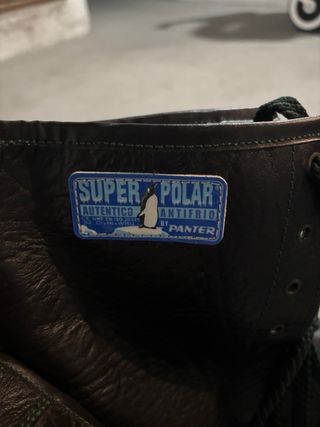 SUPER POLAR
AUTENTICO ANTIFRIO
BY PANTER